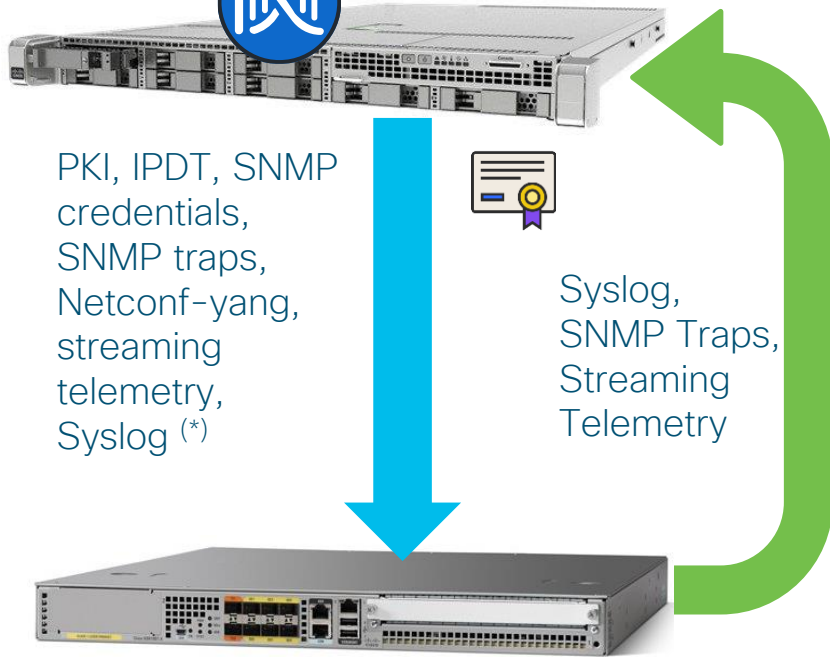 PKI, IPDT, SNMP
credentials,
SNMP traps,
Netconf-yang,
streaming
telemetry,
Syslog (*)
Syslog,
SNMP Traps,
Streaming
Telemetry